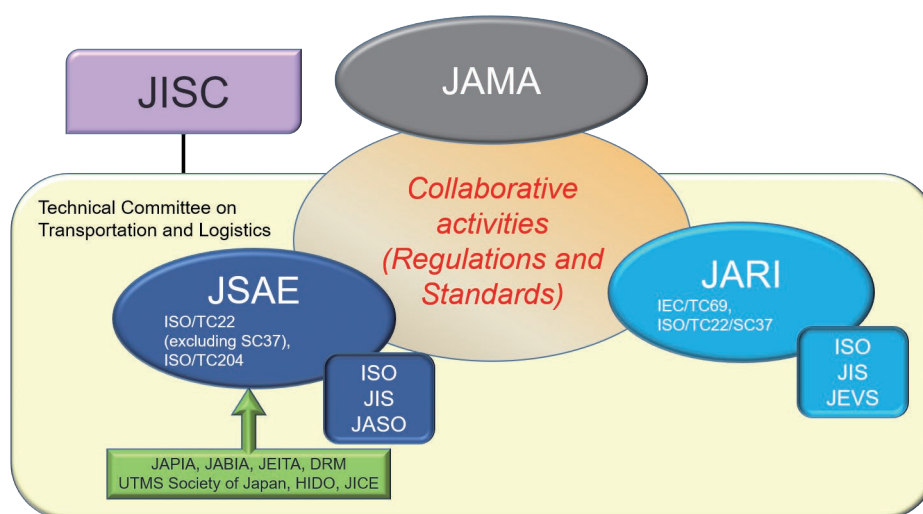 JISC
JAMA
Technical Committee on
Transportation and Logistics
Collaborative
activities
(Regulations and
Standards)
JSAE
ISO/TC22
(excluding SC37),
ISO/TC204
ISO
JIS
JASO
JARI
IEC/TC69,
ISO/TC22/SC37
ISO
JIS
JEVS
JAPIA, JABIA, JEITA, DRM
UTMS Society of Japan, HIDO, JICE